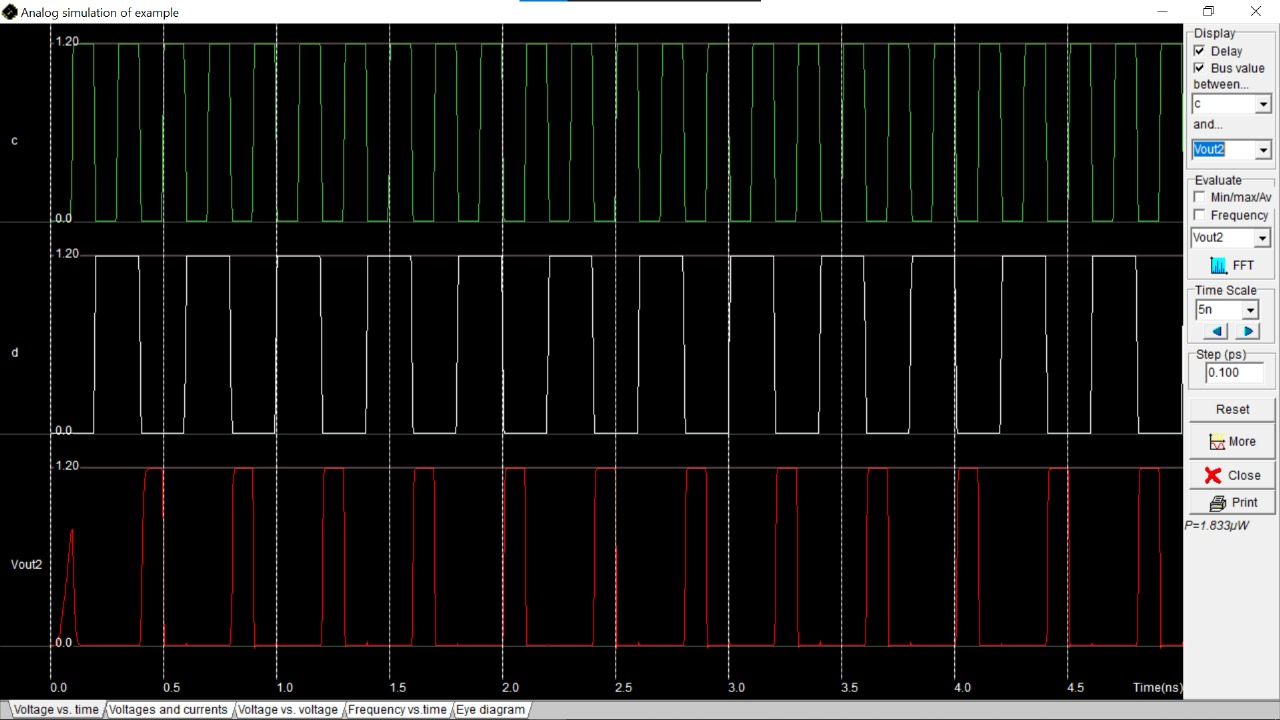 Analog simulation of example
1.20
c
0.0
1.20
d
0.0
1.20
Vout2
0.0
0.0 0.5 1.0 1.5 2.0 2.5 3.0 3.5 4.0 4.5 Time(ns)
Display
Delay
Bus value
between...
c
and...
Vout2
Evaluate
Min/max/Av
Frequency
Vout2
FFT
Time Scale
5n
Step (ps)
0.100
Reset
More
Close
Print
P=1.833µW
Voltage vs. time Voltages and currents Voltage vs. voltage Frequency vs.time Eye diagram